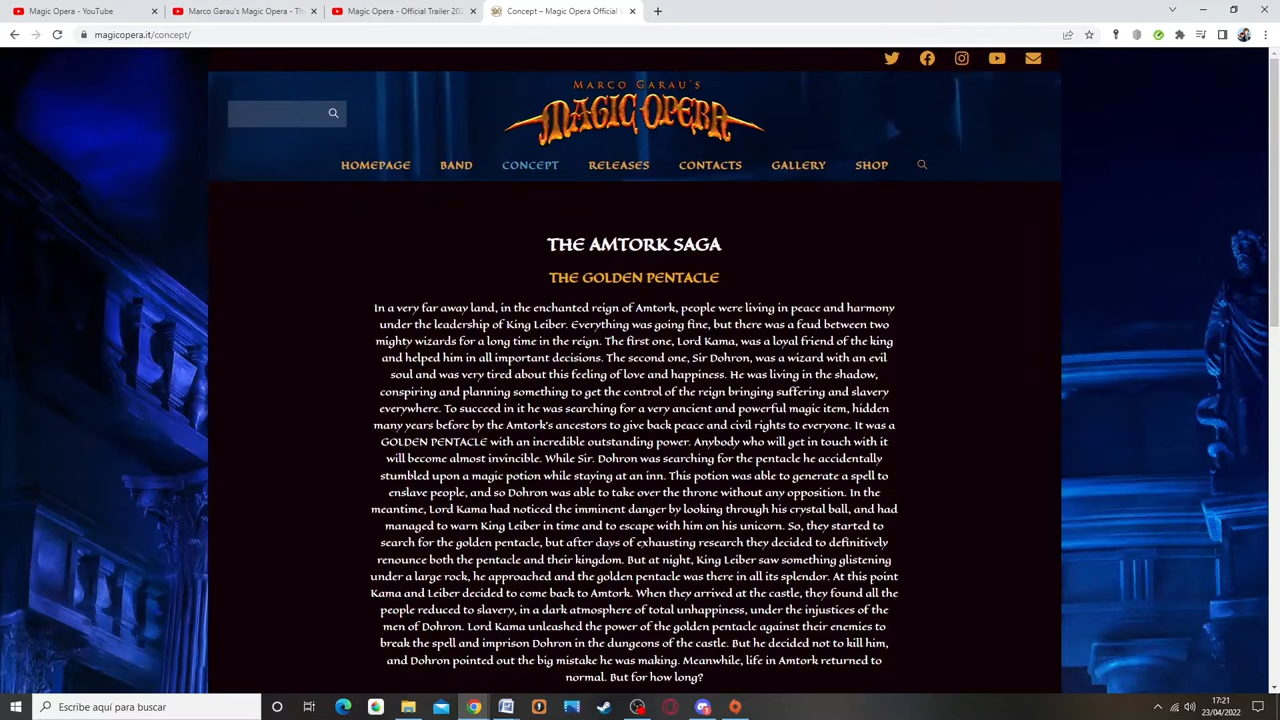 Magic Opera - YouTube
Marco Garau's Magic Opera - The
Magic Opera - Official Trailer 202
Concept – Magic Opera Official W
magicopera.it/concept/
MARCO GARAU'S
MAGIC OPERA
HOMEPAGE BAND CONCEPT RELEASES CONTACTS GALLERY SHOP
THE AMTORK SAGA
THE GOLDEN PENTACLE
In a very far away land, in the enchanted reign of Amtork, people were living in peace and harmony
under the leadership of King Leiber. Everything was going fine, but there was a feud between two
mighty wizards for a long time in the reign. The first one, Lord Kama, was a loyal friend of the king
and helped him in all important decisions. The second one, Sir Dohron, was a wizard with an evil
soul and was very tired about this feeling of love and happiness. He was living in the shadow,
conspiring and planning something to get the control of the reign bringing suffering and slavery
everywhere. To succeed in it he was searching for a very ancient and powerful magic item, hidden
many years before by the Amtork's ancestors to give back peace and civil rights to everyone. It was a
GOLDEN PENTACLE with an incredible outstanding power. Anybody who will get in touch with it
will become almost invincible. While Sir. Dohron was searching for the pentacle he accidentally
stumbled upon a magic potion while staying at an inn. This potion was able to generate a spell to
enslave people, and so Dohron was able to take over the throne without any opposition. In the
meantime, Lord Kama had noticed the imminent danger by looking through his crystal ball, and had
managed to warn King Leiber in time and to escape with him on his unicorn. So, they started to
search for the golden pentacle, but after days of exhausting research they decided to definitively
renounce both the pentacle and their kingdom. But at night, King Leiber saw something glistening
under a large rock, he approached and the golden pentacle was there in all its splendor. At this point
Kama and Leiber decided to come back to Amtork. When they arrived at the castle, they found all the
people reduced to slavery, in a dark atmosphere of total unhappiness, under the injustices of the
men of Dohron. Lord Kama unleashed the power of the golden pentacle against their enemies to
break the spell and imprison Dohron in the dungeons of the castle. But he decided not to kill him,
and Dohron pointed out the big mistake he was making. Meanwhile, life in Amtork returned to
normal. But for how long?
Escribe aquí para buscar
17:21
23/04/2022